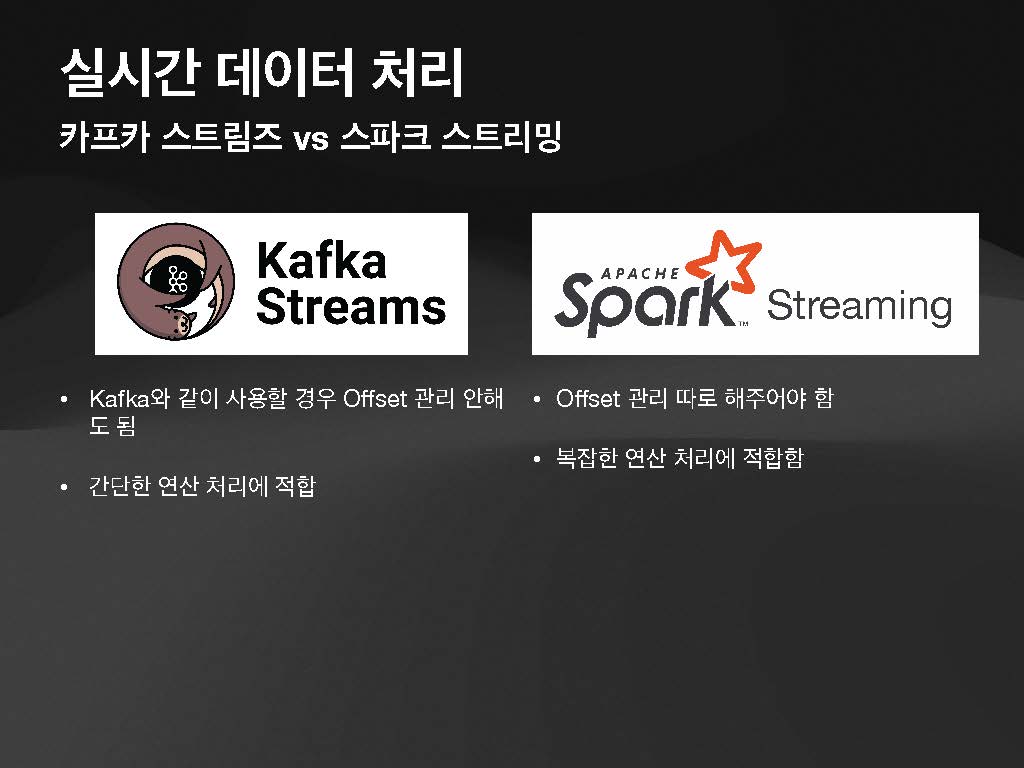 실시간 데이터 처리
카프카 스트림즈 vs 스파크 스트리밍
Kafka
Streams
APACHE
Spark™ Streaming
• Kafka와 같이 사용할 경우 Offset 관리 안해
도 됨
• 간단한 연산 처리에 적합
• Offset 관리 따로 해주어야 함
• 복잡한 연산 처리에 적합함